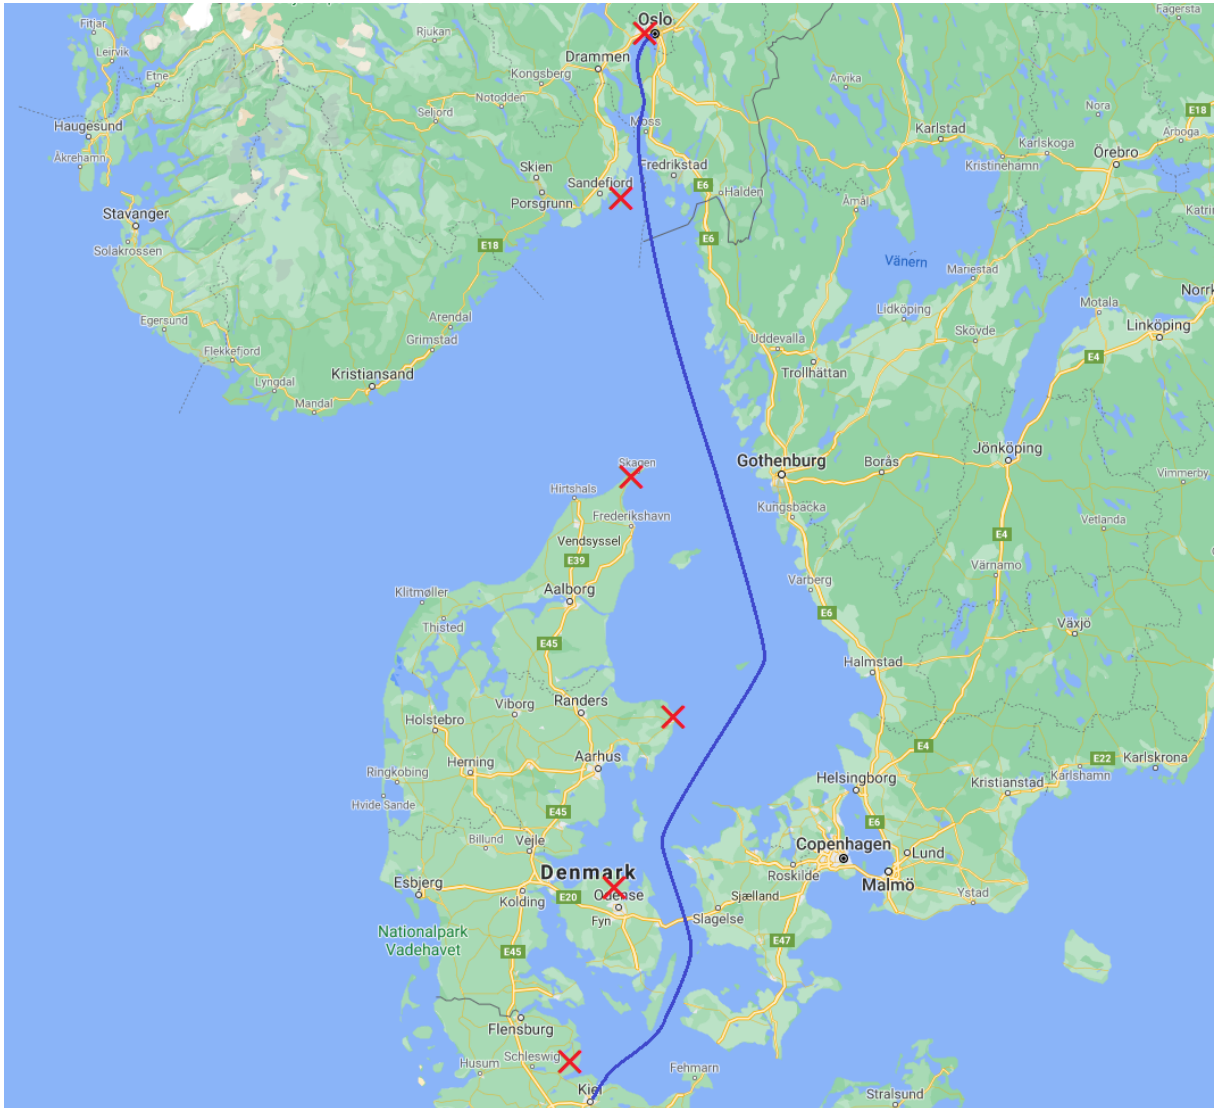 Fagersta
Fitjar
Oslo
Rjukan
Leirvik
Drammen
Etne
Kongsberg
Arvika
Notodden
Nora
E18
Seljord
Haugesund
Moss
Karlstad
Arboga
Karlskoga
Örebro
Åkrehamn
Skien
Fredrikstad
Kristinehamn
Sandefjord
E6
Halden
Porsgrunn
Åmål
Stavanger
Katri
E18
E6
Solakrossen
Vänern
Mariestad
Norrk
Motala
Arendal
Lidköping
Egersund
Linköping
Grimstad
Uddevalla
Skövde
Flekkefjord
E4
Kristiansand
Trollhättan
Lyngdal
Mandal
Jönköping
Skagen
Gothenburg
Borås
Vimmerby
Hirtshals
Kungsbacka
Frederikshavn
Vetlanda
Vendsyssel
E4
E39
Värnamo
Varberg
Aalborg
Klitmøller
E6
Thisted
Växjö
E45
Halmstad
Viborg
Randers
Holstebro
E4
Aarhus
E22
Karlskrona
Herning
Ringkobing
Helsingborg
Karlshamn
Kristianstad
Hvide Sande
E45
E6
Billund
Vejle
Copenhagen
Lund
Denmark
Roskilde
Esbjerg
Malmö
Kolding
E20
Odense
Sjælland
Ystad
Fyn
Slagelse
Nationalpark
Vadehavet
E45
E47
Flensburg
Schleswig
Husum
Fehmarn
Kiel
Stralsund